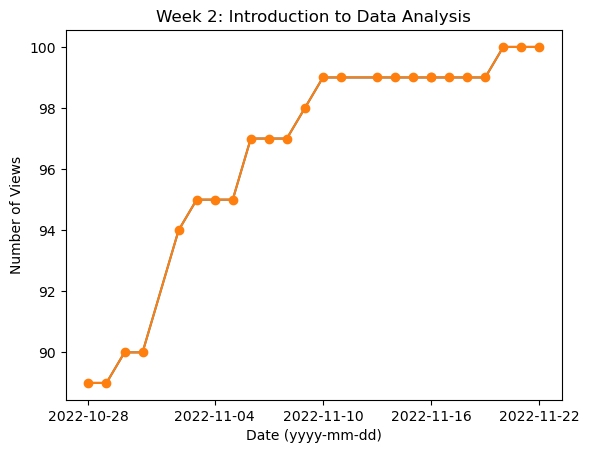 Week 2: Introduction to Data Analysis
100
98
96
94
92
90
Number of Views
2022-10-28 2022-11-04 2022-11-10 2022-11-16 2022-11-22
Date (yyyy-mm-dd)